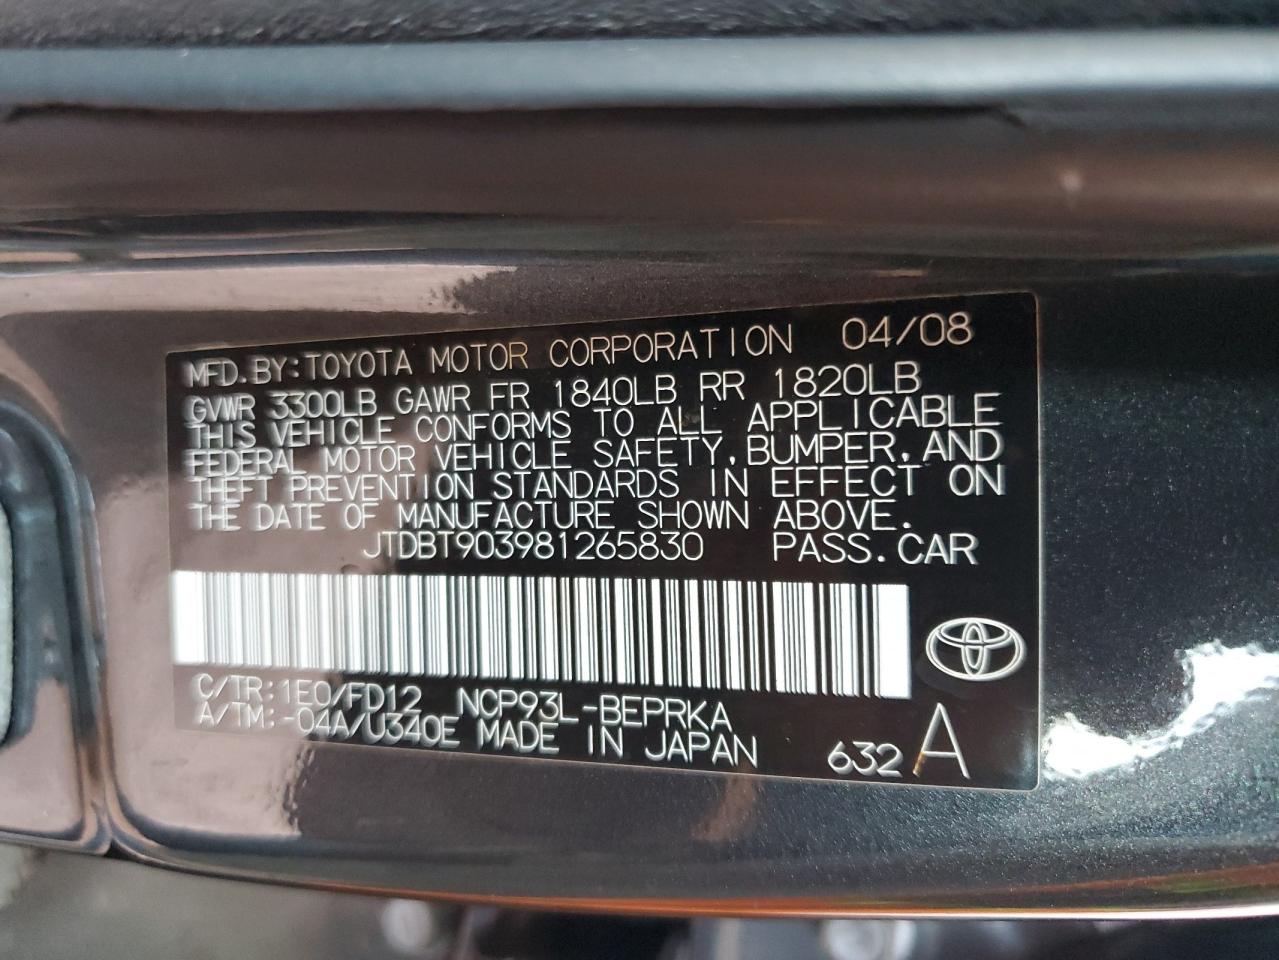 MFD.BY:TOYOTA MOTOR CORPORATION 04/08
GVWR 3300LB GAWR FR 1840LB RR 1820LB
THIS VEHICLE CONFORMS TO ALL APPLICABLE
FEDERAL MOTOR VEHICLE SAFETY, BUMPER, AND
THEFT PREVENTION STANDARDS IN EFFECT ON
THE DATE OF MANUFACTURE SHOWN ABOVE.
JTDBT903981265830 PASS.CAR
C/TR:1E0/FD12 NCP93L-BEPRKA
A/TM:-04A/U340E MADE IN JAPAN 632 A